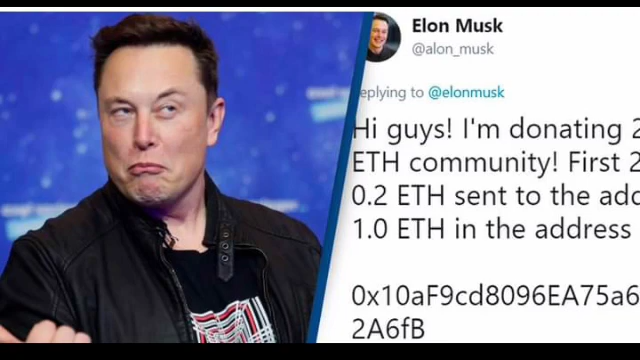 Elon Musk
@alon_musk
eplying to @elonmusk
Hi guys! I'm donating 2
ETH community! First 2
0.2 ETH sent to the add
1.0 ETH in the address
0x10aF9cd8096EA75a6
2A6fB